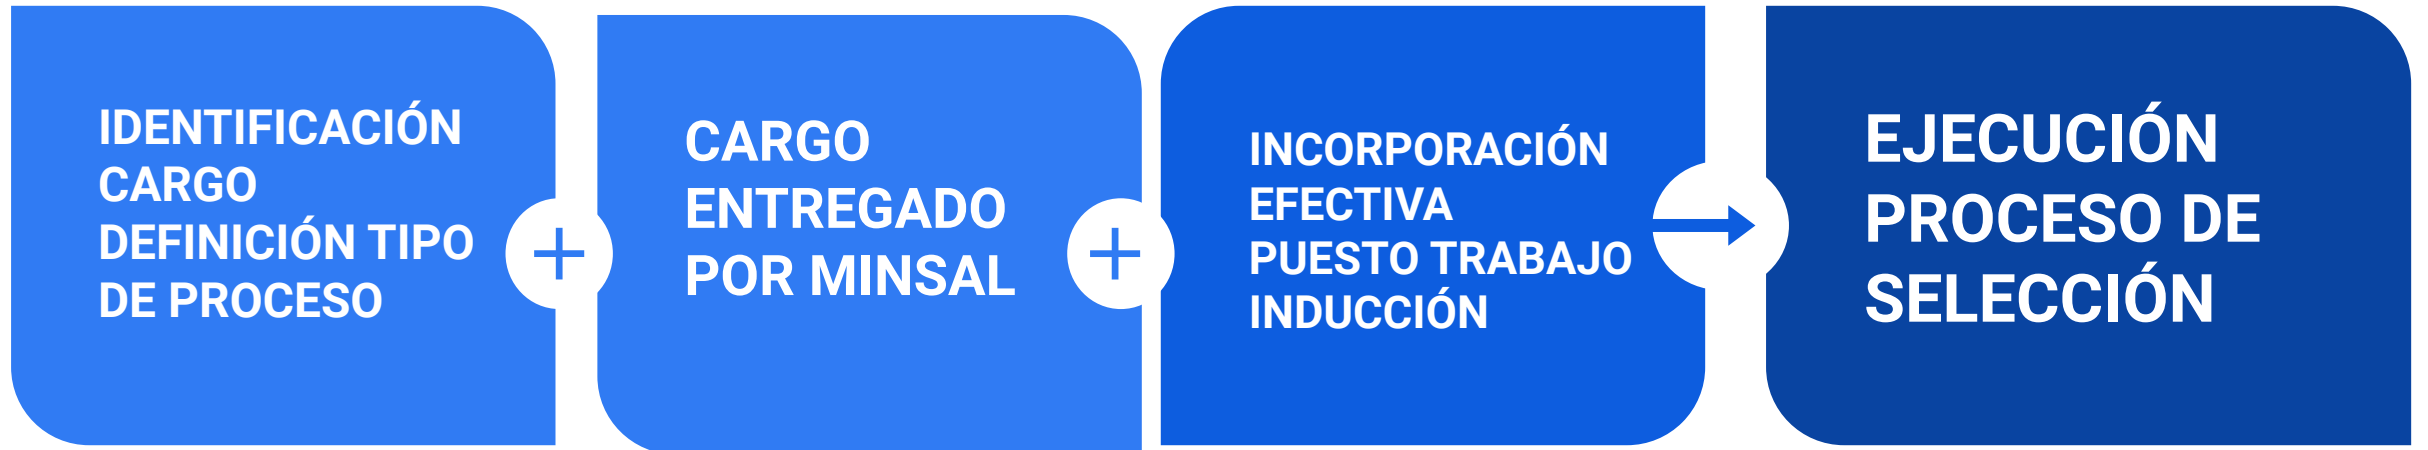 IDENTIFICACIÓN
CARGO
DEFINICIÓN TIPO
DE PROCESO
CARGO
ENTREGADO
POR MINSAL
INCORPORACIÓN
EFECTIVA
PUESTO TRABAJO
INDUCCIÓN
EJECUCIÓN
PROCESO DE
SELECCIÓN